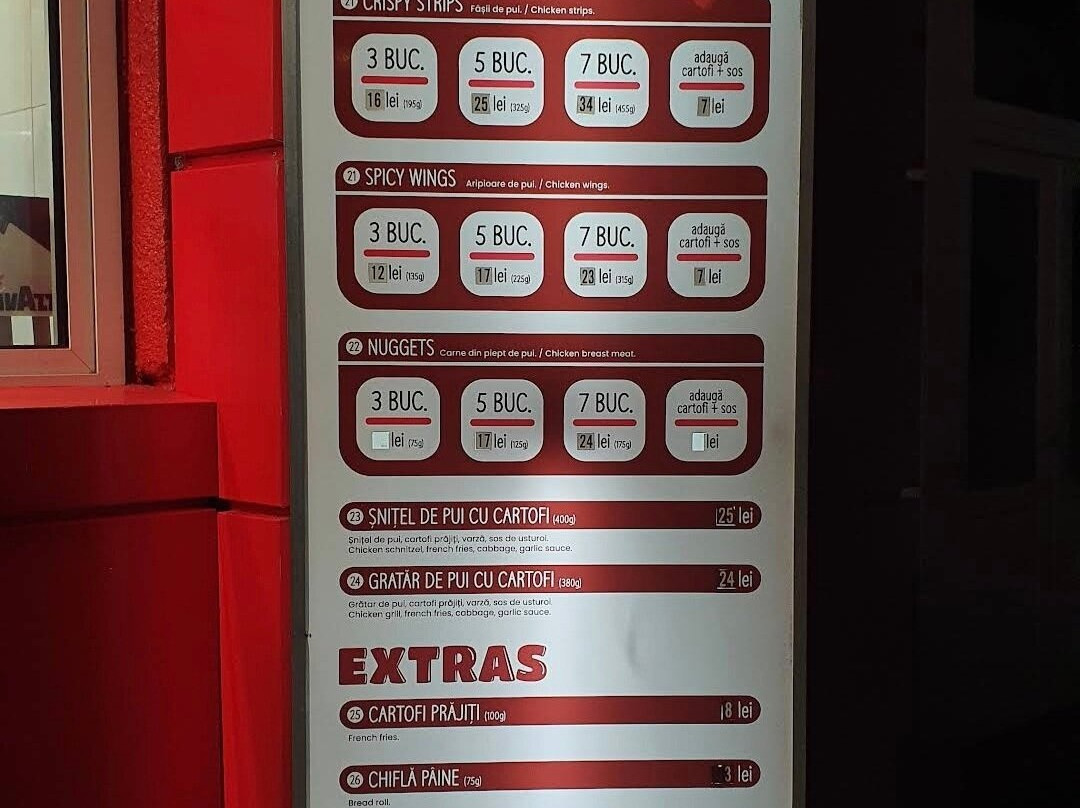 21 CRISPY STRIPS Fâșii de pui. / Chicken strips.
3 BUC. 5 BUC. 7 BUC. adaugă cartofi + sos
16 lei (195g) 25 lei (325g) 34 lei (455g) 7 lei
21 SPICY WINGS Aripioare de pui. / Chicken wings.
3 BUC. 5 BUC. 7 BUC. adaugă cartofi + sos
12 lei (135g) 17 lei (225g) 23 lei (315g) 7 lei
22 NUGGETS Carne din piept de pui. / Chicken breast meat.
3 BUC. 5 BUC. 7 BUC. adaugă cartofi + sos
lei (75g) 17 lei (125g) 24 lei (175g) lei
23 ȘNIȚEL DE PUI CU CARTOFI (400g) 25 lei
Șnițel de pui, cartofi prăjiți, varză, sos de usturoi.
Chicken schnitzel, french fries, cabbage, garlic sauce.
24 GRATĂR DE PUI CU CARTOFI (380g) 24 lei
Grătar de pui, cartofi prăjiți, varză, sos de usturoi.
Chicken grill, french fries, cabbage, garlic sauce.
EXTRAS
25 CARTOFI PRĂJIȚI (100g) 8 lei
French fries.
26 CHIFLĂ PÂINE (75g) 3 lei
Bread roll.